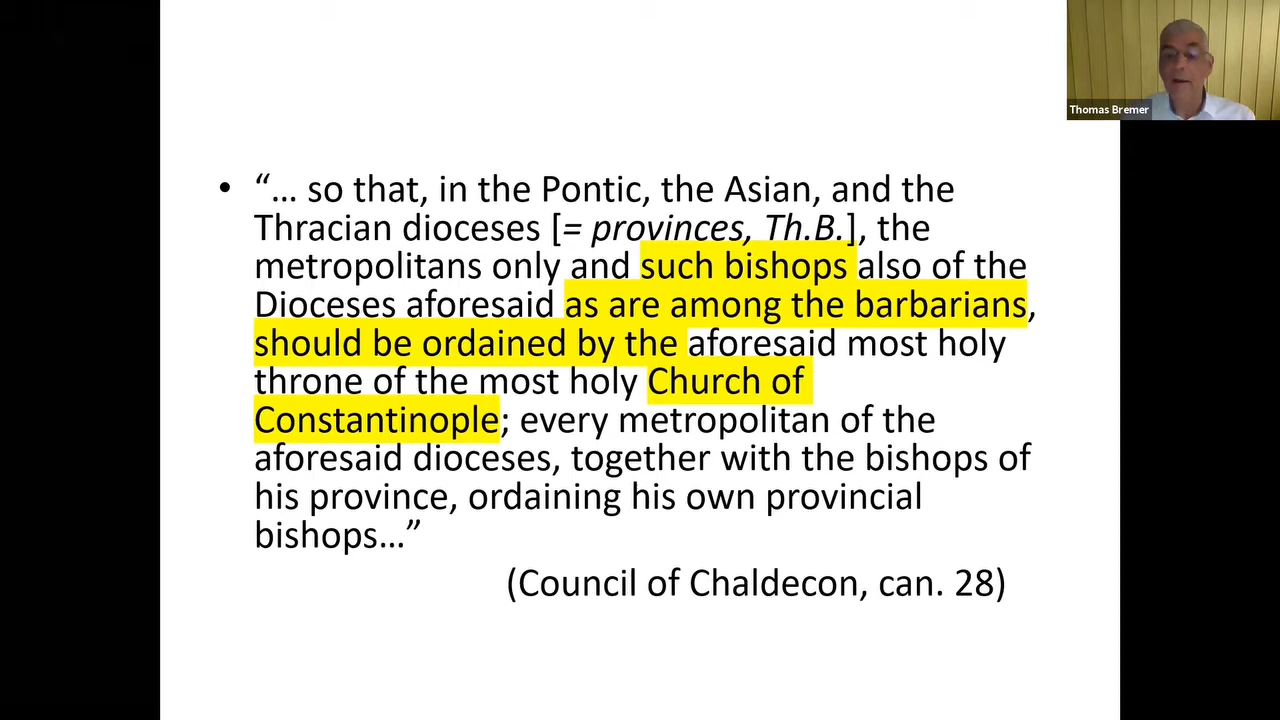 Thomas Bremer
• “… so that, in the Pontic, the Asian, and the
Thracian dioceses [= provinces, Th.B.], the
metropolitans only and such bishops also of the
Dioceses aforesaid as are among the barbarians,
should be ordained by the aforesaid most holy
throne of the most holy Church of
Constantinople; every metropolitan of the
aforesaid dioceses, together with the bishops of
his province, ordaining his own provincial
bishops…”
(Council of Chaldecon, can. 28)